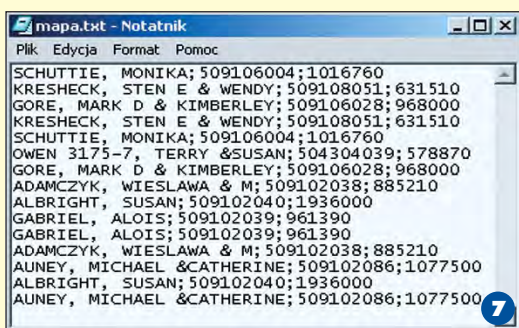 mapa.txt - Notatnik
Plik Edycja Format Pomoc
SCHUTTIE, MONIKA;509106004;1016760
KRESHECK, STEN E & WENDY;509108051;631510
GORE, MARK D & KIMBERLEY;509106028;968000
KRESHECK, STEN E & WENDY;509108051;631510
SCHUTTIE, MONIKA;509106004;1016760
OWEN 3175-7, TERRY &SUSAN;504304039;578870
GORE, MARK D & KIMBERLEY;509106028;968000
ADAMCZYK, WIESLAWA & M;509102038;885210
ALBRIGHT, SUSAN;509102040;1936000
GABRIEL, ALOIS;509102039;961390
GABRIEL, ALOIS;509102039;961390
ADAMCZYK, WIESLAWA & M;509102038;885210
AUNEY, MICHAEL &CATHERINE;509102086;1077500
ALBRIGHT, SUSAN;509102040;1936000
AUNEY, MICHAEL &CATHERINE;509102086;1077500
7